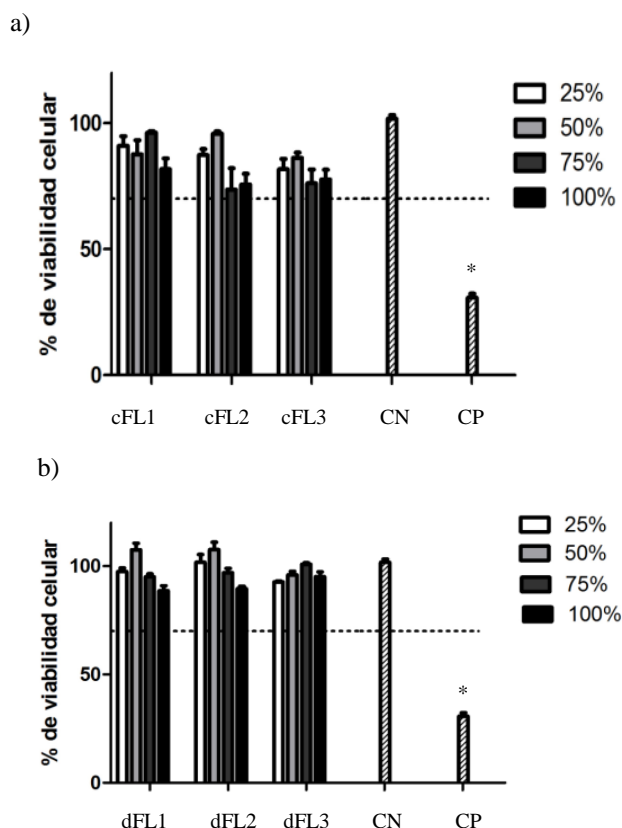 a)
% de viabilidad celular
100
50
0
25%
50%
75%
100%
*
cFL1 cFL2 cFL3 CN CP
b)
% de viabilidad celular
100
50
0
25%
50%
75%
100%
*
dFL1 dFL2 dFL3 CN CP